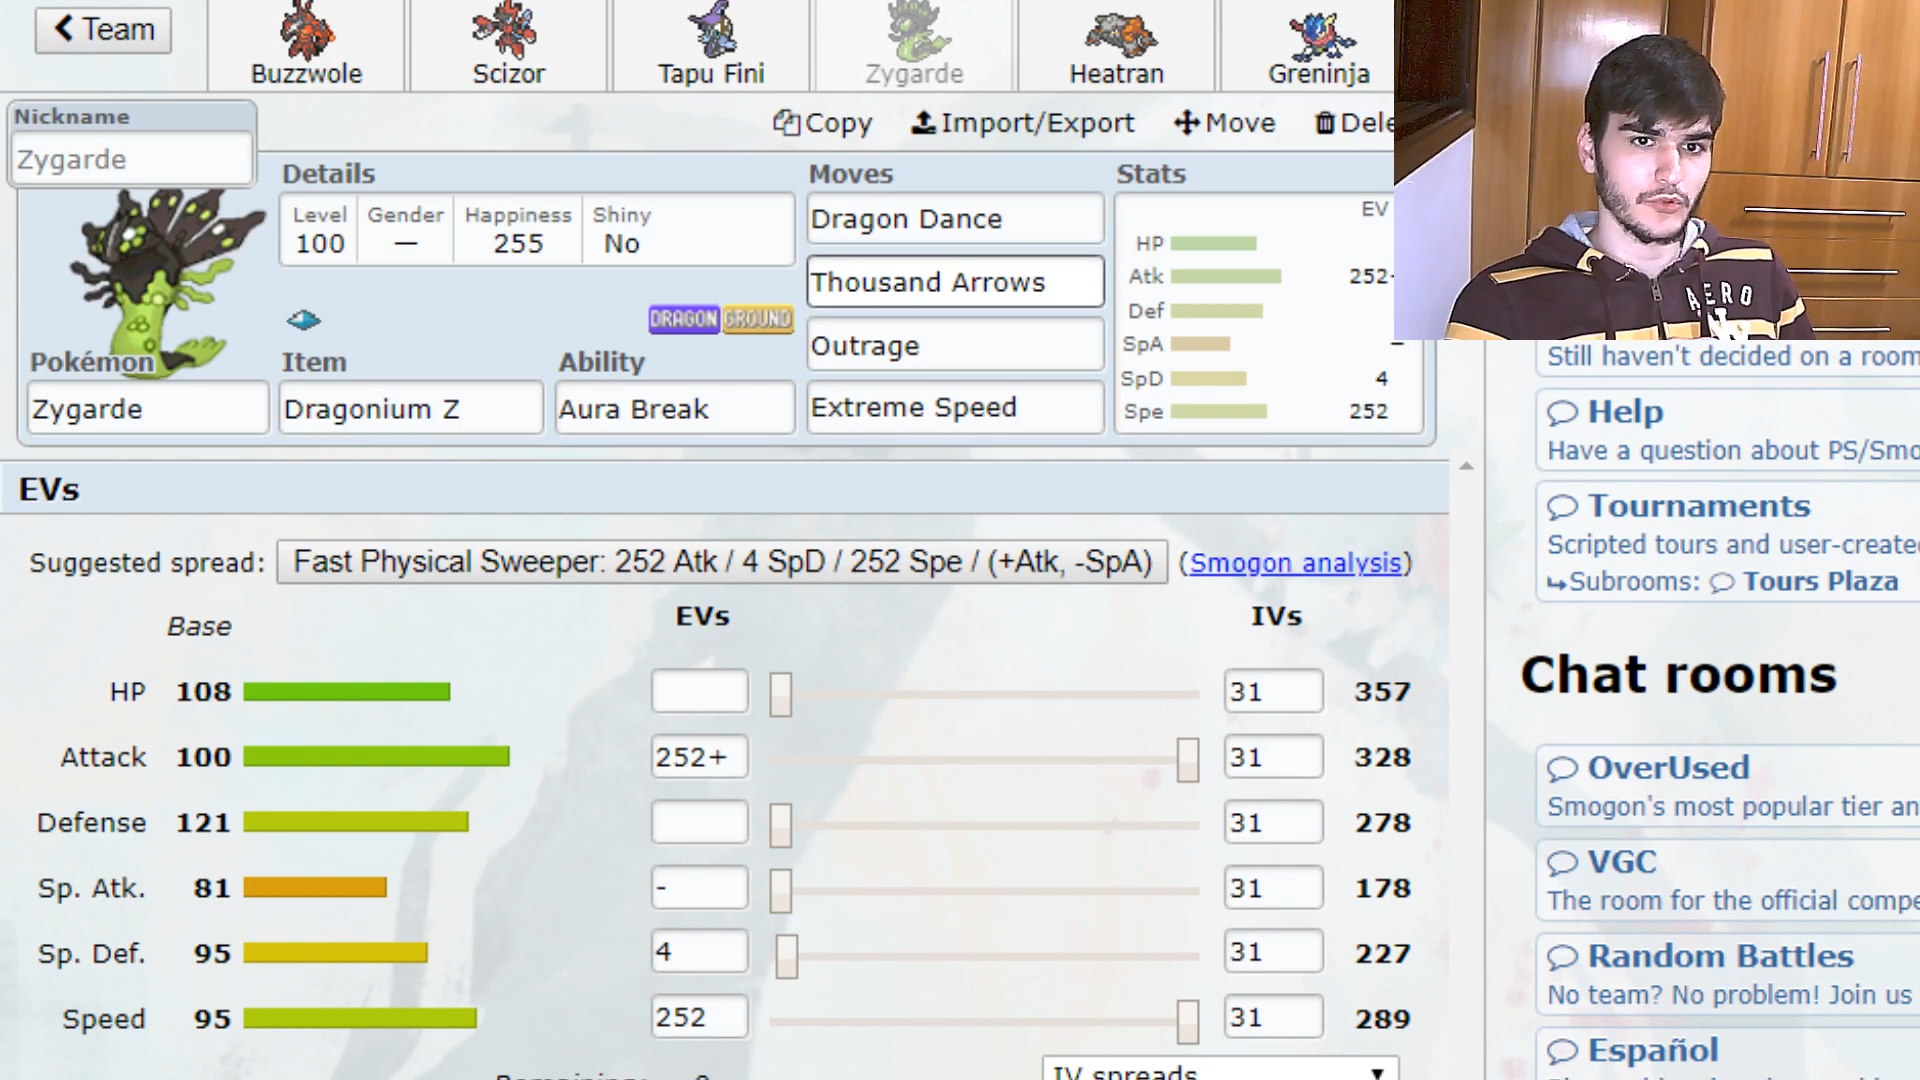 Team
Buzzwole
Scizor
Tapu Fini
Zygarde
Heatran
Greninja
Nickname
Zygarde
Copy
Import/Export
Move
Dele
Details
Level
100
Gender
—
Happiness
255
Shiny
No
DRAGON GROUND
Pokémon
Zygarde
Item
Dragonium Z
Ability
Aura Break
Moves
Dragon Dance
Thousand Arrows
Outrage
Extreme Speed
Stats
EV
HP
Atk 252+
Def
SpA −
SpD 4
Spe 252
AERO
Still haven't decided on a room
Help
Have a question about PS/Smo
Tournaments
Scripted tours and user-create
↳Subrooms: Tours Plaza
EVs
Suggested spread: Fast Physical Sweeper: 252 Atk / 4 SpD / 252 Spe / (+Atk, -SpA) (Smogon analysis)
Base EVs IVs
HP 108 31 357
Attack 100 252+ 31 328
Defense 121 31 278
Sp. Atk. 81 - 31 178
Sp. Def. 95 4 31 227
Speed 95 252 31 289
Remaining: 0
IV spreads
Chat rooms
OverUsed
Smogon's most popular tier an
VGC
The room for the official compe
Random Battles
No team? No problem! Join us
Español